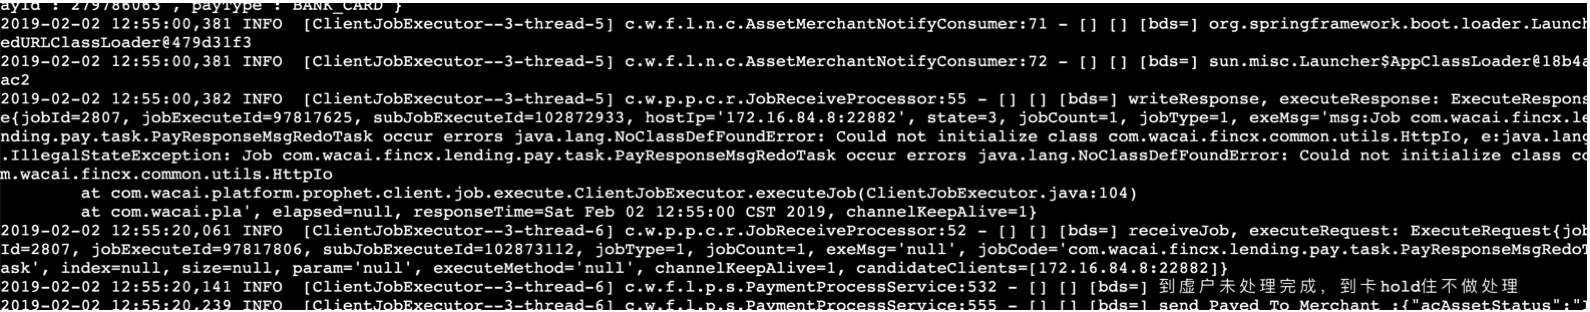 ayId : 279786063 , payType : BANK_CARD }
2019-02-02 12:55:00,381 INFO  [ClientJobExecutor--3-thread-5] c.w.f.l.n.c.AssetMerchantNotifyConsumer:71 - [] [] [bds=] org.springframework.boot.loader.Launch
edURLClassLoader@479d31f3
2019-02-02 12:55:00,381 INFO  [ClientJobExecutor--3-thread-5] c.w.f.l.n.c.AssetMerchantNotifyConsumer:72 - [] [] [bds=] sun.misc.Launcher$AppClassLoader@18b4a
ac2
2019-02-02 12:55:00,382 INFO  [ClientJobExecutor--3-thread-5] c.w.p.p.c.r.JobReceiveProcessor:55 - [] [] [bds=] writeResponse, executeResponse: ExecuteRespons
e{jobId=2807, jobExecuteId=97817625, subJobExecuteId=102872933, hostIp='172.16.84.8:22882', state=3, jobCount=1, jobType=1, exeMsg='msg:Job com.wacai.fincx.le
nding.pay.task.PayResponseMsgRedoTask occur errors java.lang.NoClassDefFoundError: Could not initialize class com.wacai.fincx.common.utils.HttpIo, e:java.lang
.IllegalStateException: Job com.wacai.fincx.lending.pay.task.PayResponseMsgRedoTask occur errors java.lang.NoClassDefFoundError: Could not initialize class co
m.wacai.fincx.common.utils.HttpIo
        at com.wacai.platform.prophet.client.job.execute.ClientJobExecutor.executeJob(ClientJobExecutor.java:104)
        at com.wacai.pla', elapsed=null, responseTime=Sat Feb 02 12:55:00 CST 2019, channelKeepAlive=1}
2019-02-02 12:55:20,061 INFO  [ClientJobExecutor--3-thread-6] c.w.p.p.c.r.JobReceiveProcessor:52 - [] [] [bds=] receiveJob, executeRequest: ExecuteRequest{job
Id=2807, jobExecuteId=97817806, subJobExecuteId=102873112, jobType=1, jobCount=1, exeMsg='null', jobCode='com.wacai.fincx.lending.pay.task.PayResponseMsgRedoT
ask', index=null, size=null, param='null', executeMethod='null', channelKeepAlive=1, candidateClients=[172.16.84.8:22882]}
2019-02-02 12:55:20,141 INFO  [ClientJobExecutor--3-thread-6] c.w.f.l.p.s.PaymentProcessService:532 - [] [] [bds=] 到虚户未处理完成，到卡hold住不做处理
2019-02-02 12:55:20,239 INFO  [ClientJobExecutor--3-thread-6] c.w.f.l.p.s.PaymentProcessService:555 - [] [] [bds=] send Payed To Merchant :{"acAssetStatus":"